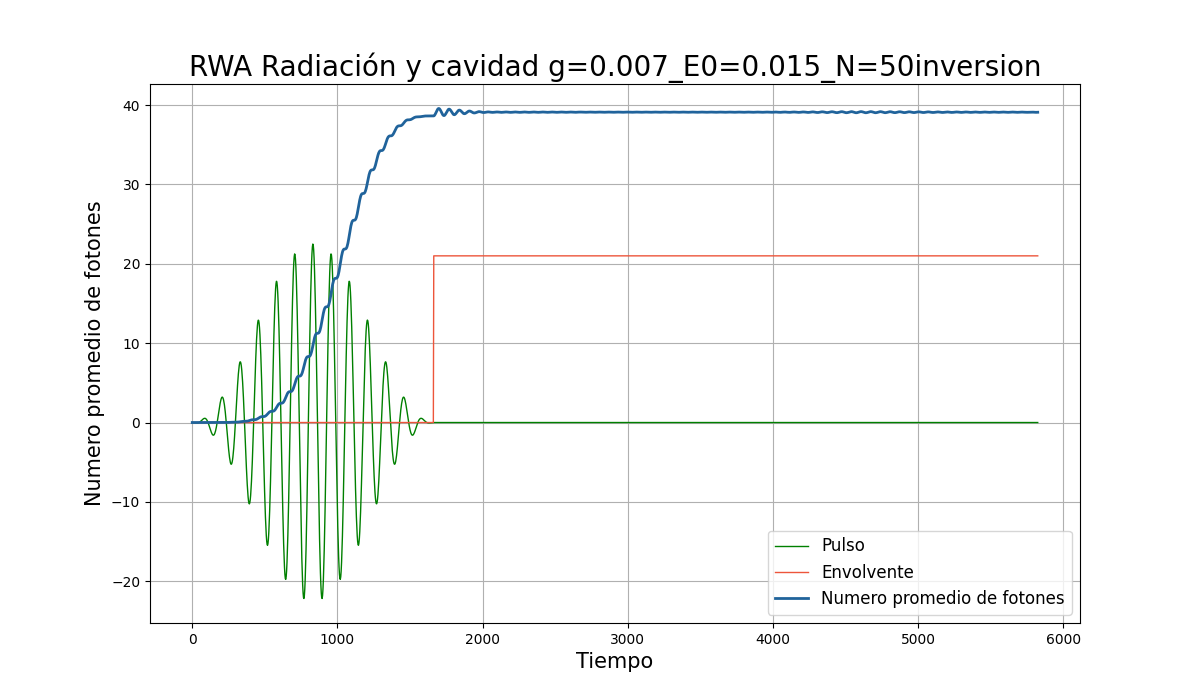 RWA Radiación y cavidad g=0.007_E0=0.015_N=50inversion
Numero promedio de fotones
40
30
20
10
0
−10
−20
0 1000 2000 3000 4000 5000 6000
Tiempo
Pulso
Envolvente
Numero promedio de fotones